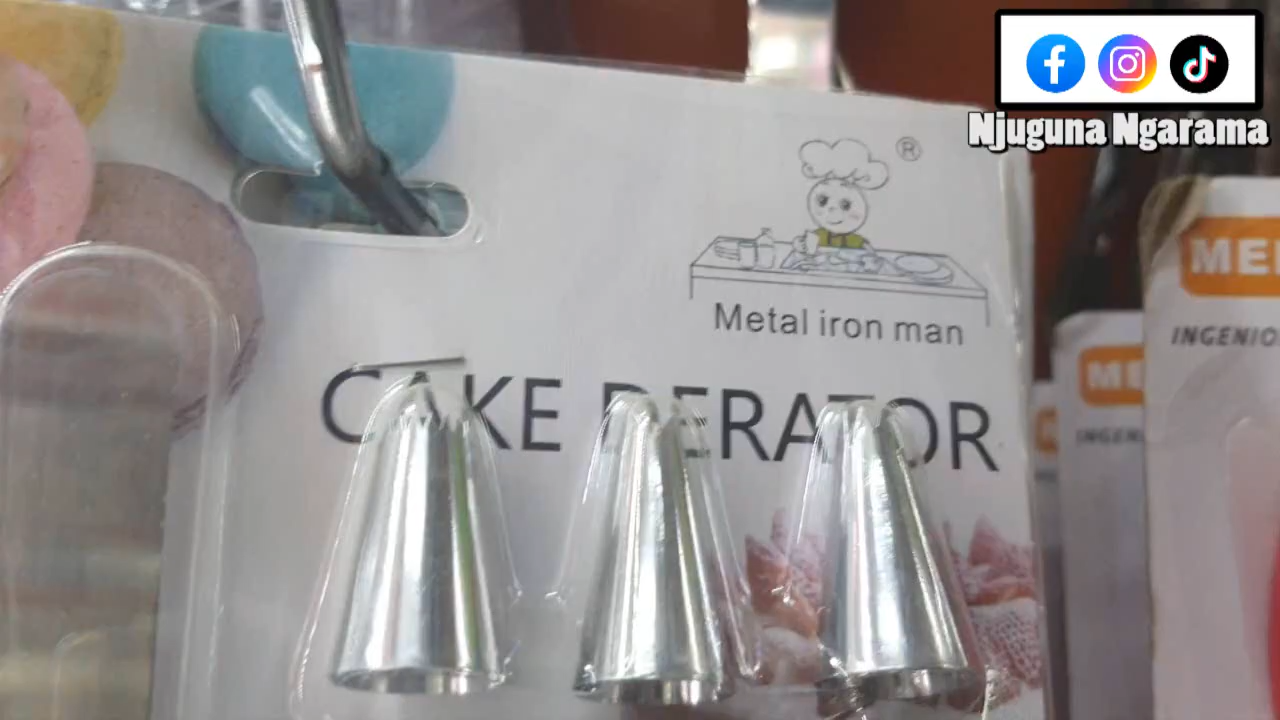 Njuguna Ngarama
®
Metal iron man
CAKE DERATOR
INGENIO